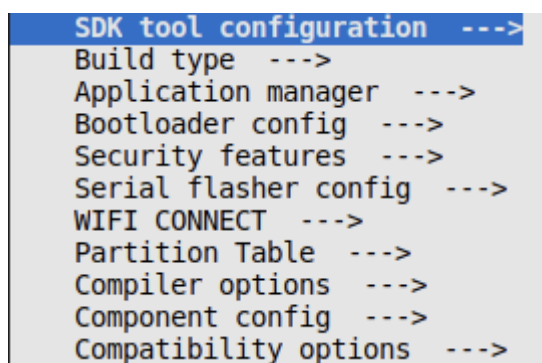 SDK tool configuration  --->
Build type  --->
Application manager  --->
Bootloader config  --->
Security features  --->
Serial flasher config  --->
WIFI CONNECT  --->
Partition Table  --->
Compiler options  --->
Component config  --->
Compatibility options  --->